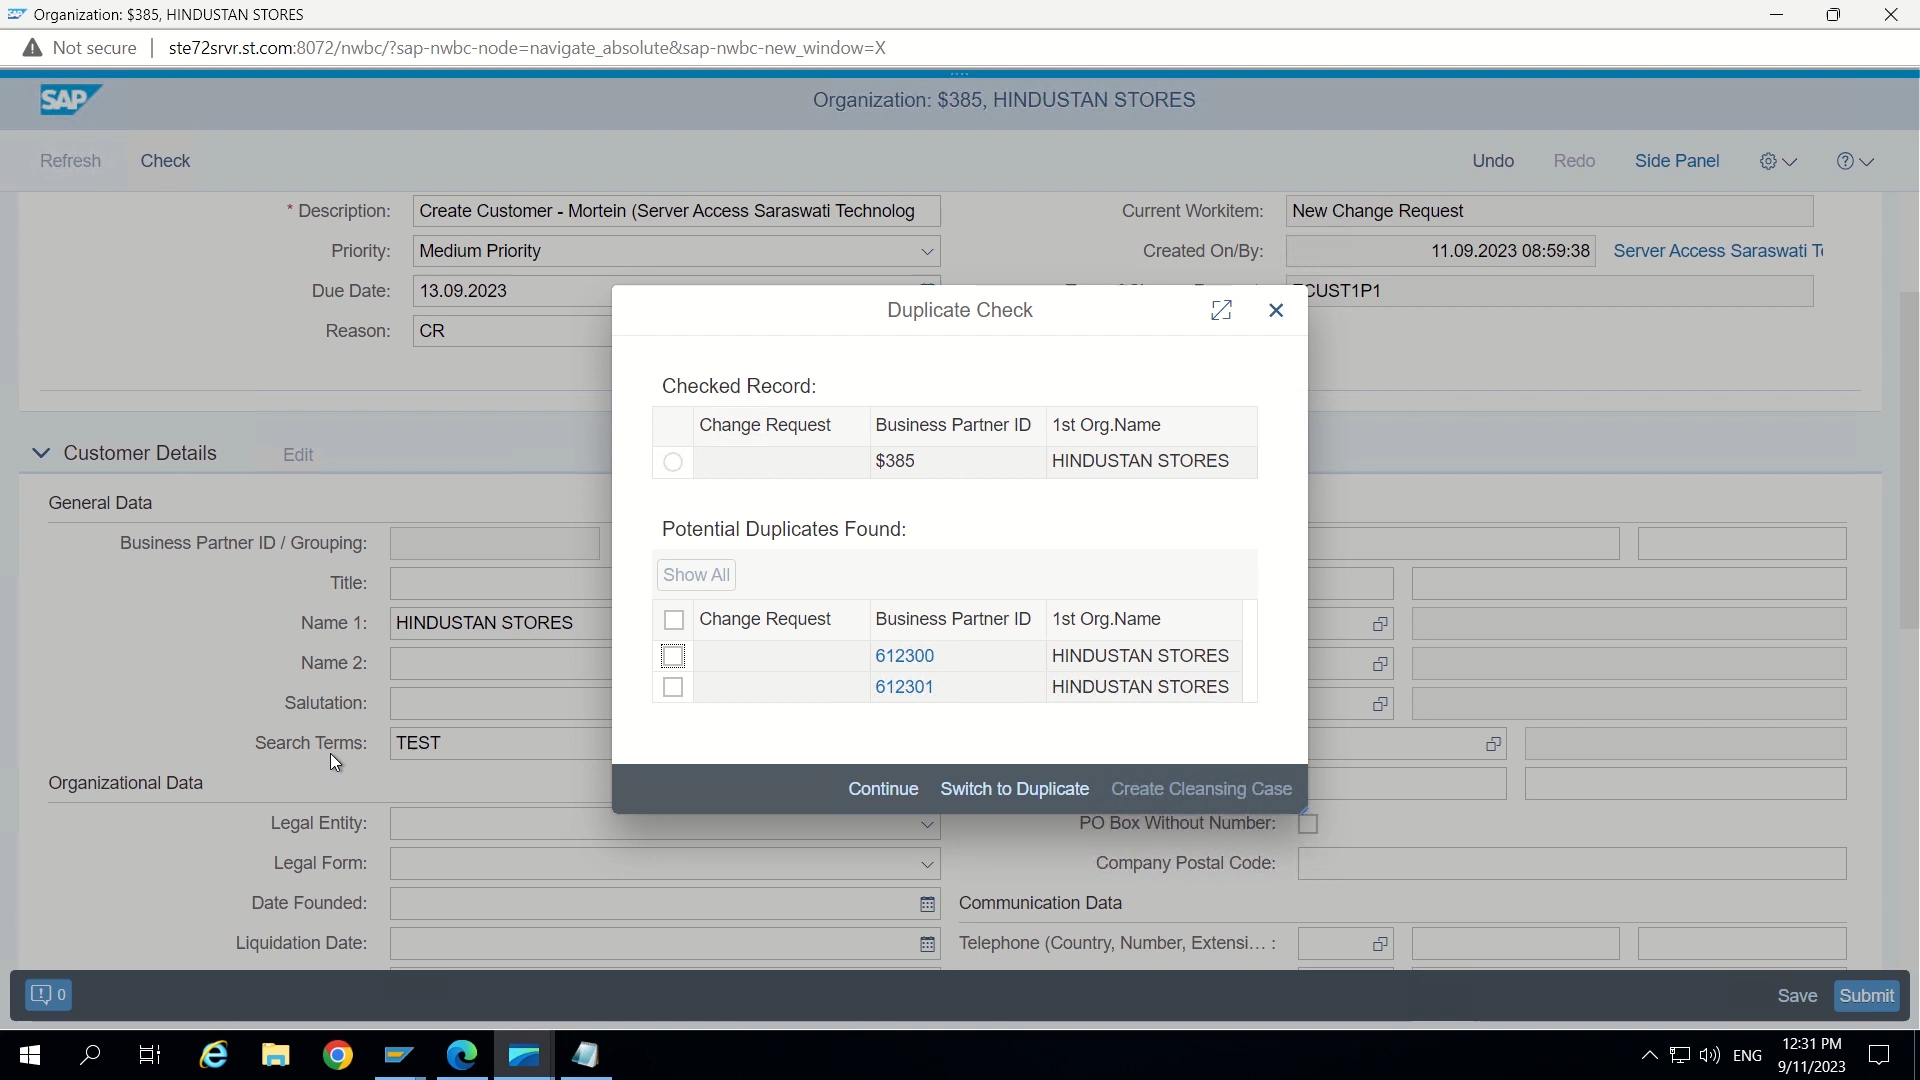 Organization: $385, HINDUSTAN STORES
Not secure | ste72srvr.st.com:8072/nwbc/?sap-nwbc-node=navigate_absolute&sap-nwbc-new_window=X
SAP
Organization: $385, HINDUSTAN STORES
Refresh Check Undo Redo Side Panel
* Description: Create Customer - Mortein (Server Access Saraswati Technolog Current Workitem: New Change Request
Priority: Medium Priority Created On/By: 11.09.2023 08:59:38 Server Access Saraswati
Due Date: 13.09.2023 CUST1P1
Reason: CR
Duplicate Check
Checked Record:
Change Request Business Partner ID 1st Org.Name
$385 HINDUSTAN STORES
Potential Duplicates Found:
Show All
Change Request Business Partner ID 1st Org.Name
612300 HINDUSTAN STORES
612301 HINDUSTAN STORES
Continue Switch to Duplicate Create Cleansing Case
Customer Details Edit
General Data
Business Partner ID / Grouping:
Title:
Name 1: HINDUSTAN STORES
Name 2:
Salutation:
Search Terms: TEST
Organizational Data
Legal Entity: PO Box Without Number:
Legal Form: Company Postal Code:
Date Founded: Communication Data
Liquidation Date: Telephone (Country, Number, Extensi... :
0 Save Submit
ENG 12:31 PM
9/11/2023